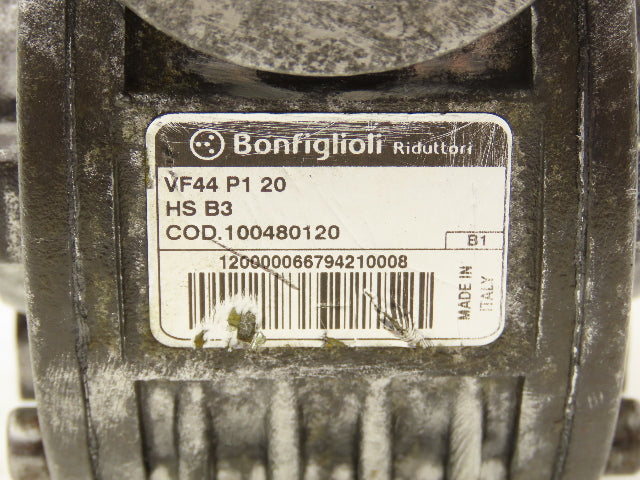 Bonfiglioli Riduttori
VF44 P1 20
HS B3
COD.100480120
B1
120000066794210008
MADE IN
ITALY